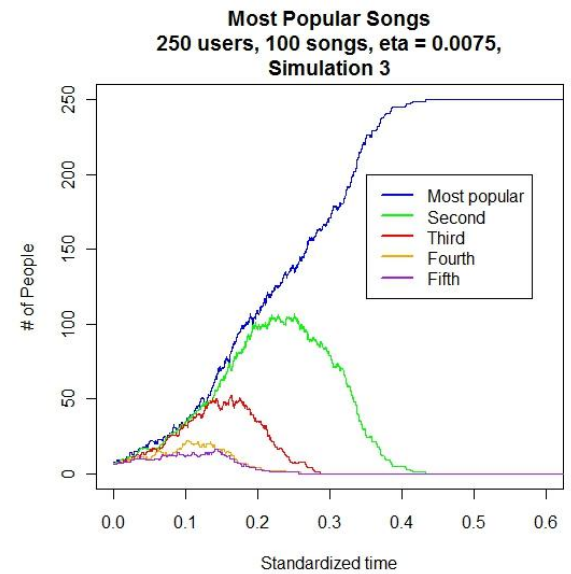 Most Popular Songs
250 users, 100 songs, eta = 0.0075,
Simulation 3
# of People
250
200
150
100
50
0
Most popular
Second
Third
Fourth
Fifth
0.0 0.1 0.2 0.3 0.4 0.5 0.6
Standardized time